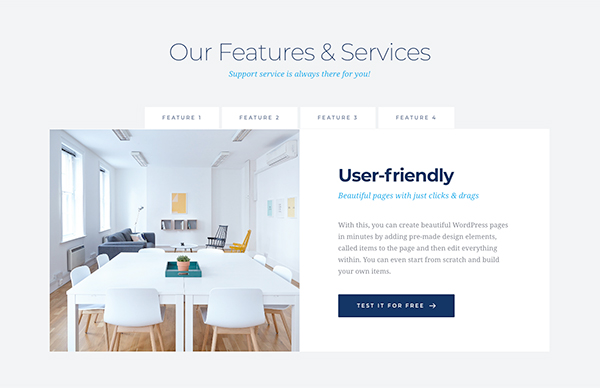 Our Features & Services
Support service is always there for you!
FEATURE 1
FEATURE 2
FEATURE 3
FEATURE 4
User-friendly
Beautiful pages with just clicks & drags
With this, you can create beautiful WordPress pages
in minutes by adding pre-made design elements,
called items to the page and then edit everything
within. You can even start from scratch and build
your own items.
TEST IT FOR FREE